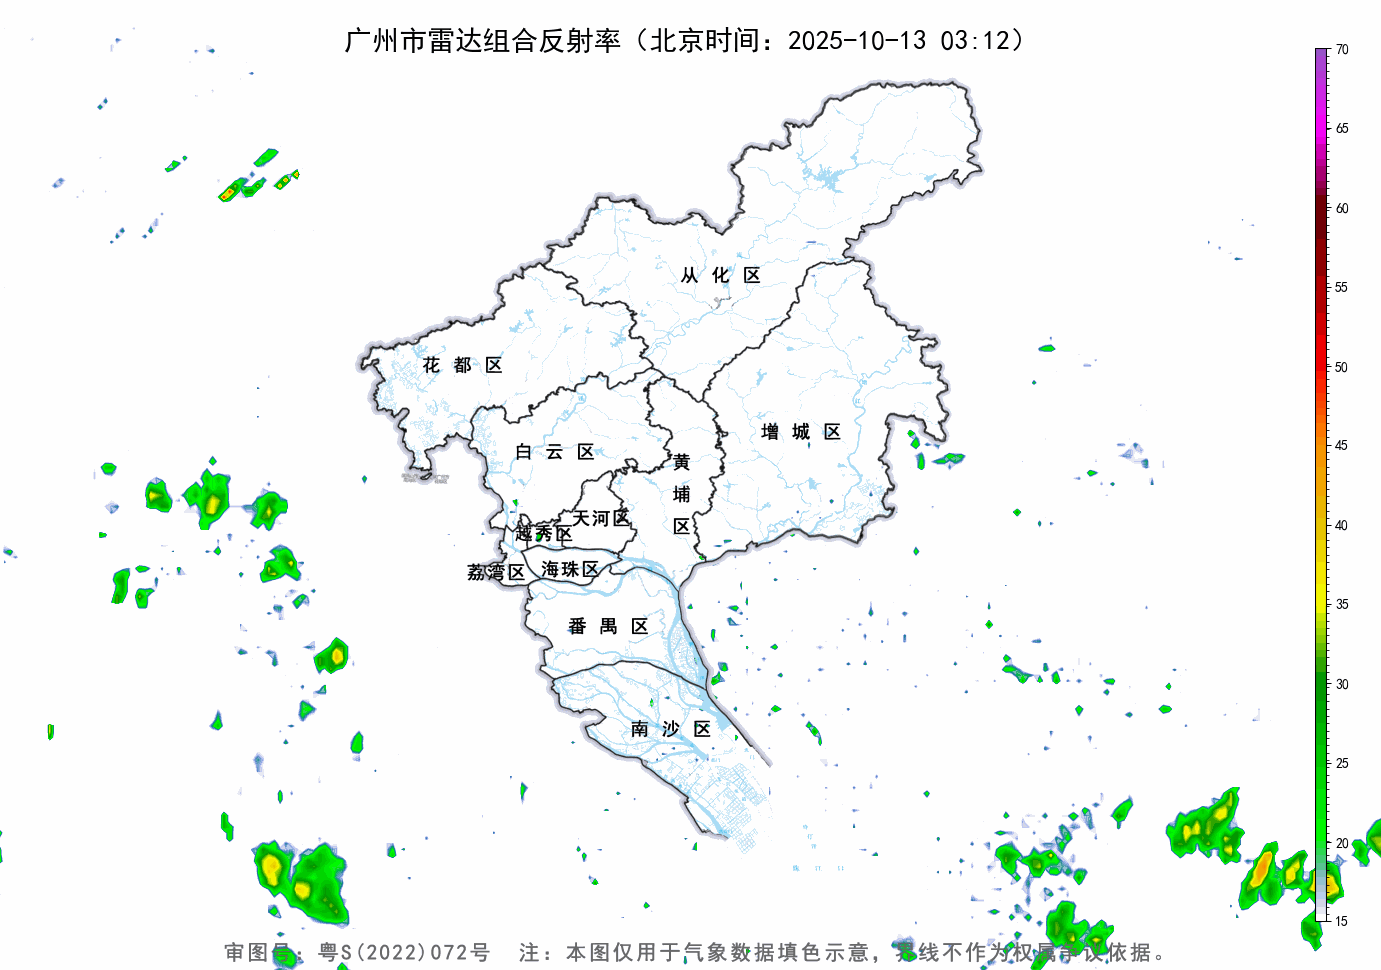 广州市雷达组合反射率（北京时间：2025-10-13 03:12）
70
65
60
55
50
45
40
35
30
25
20
15
从化区
花都区
增城区
白云区
黄埔区
天河区
越秀区
荔湾区
海珠区
番禺区
南沙区
审图号：粤S(2022)072号 注：本图仅用于气象数据填色示意，界线不作为权属争议依据。